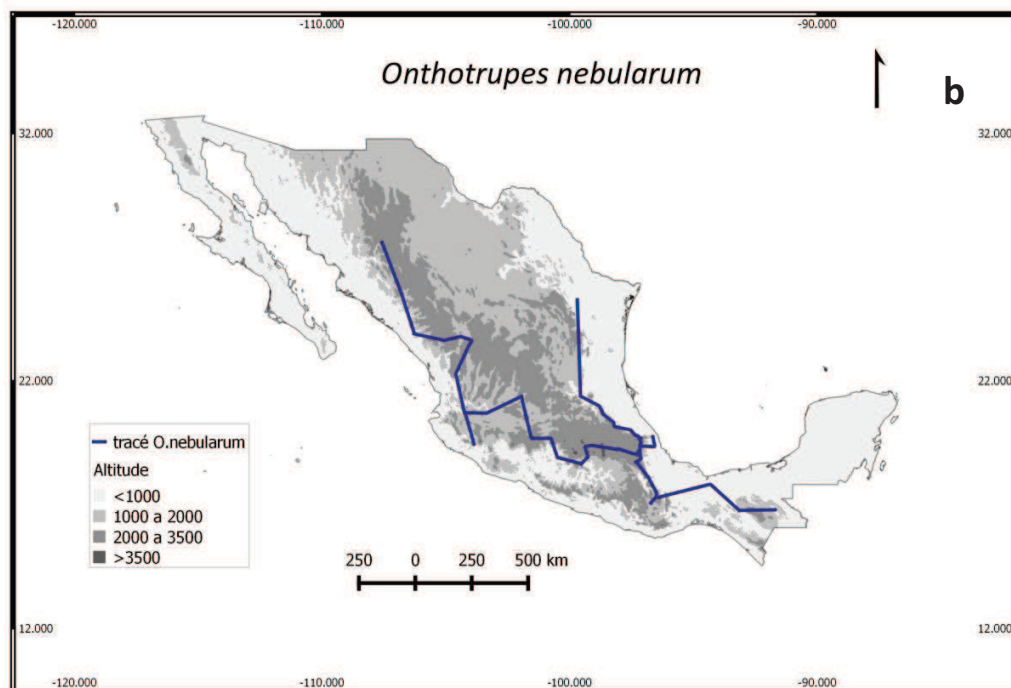 -120.000 -110.000 -100.000 -90.000
Onthotrupes nebularum
b
32.000 32.000
22.000 22.000
tracé O.nebularum
Altitude
<1000
1000 a 2000
2000 a 3500
>3500
250 0 250 500 km
12.000 12.000
-120.000 -110.000 -100.000 -90.000